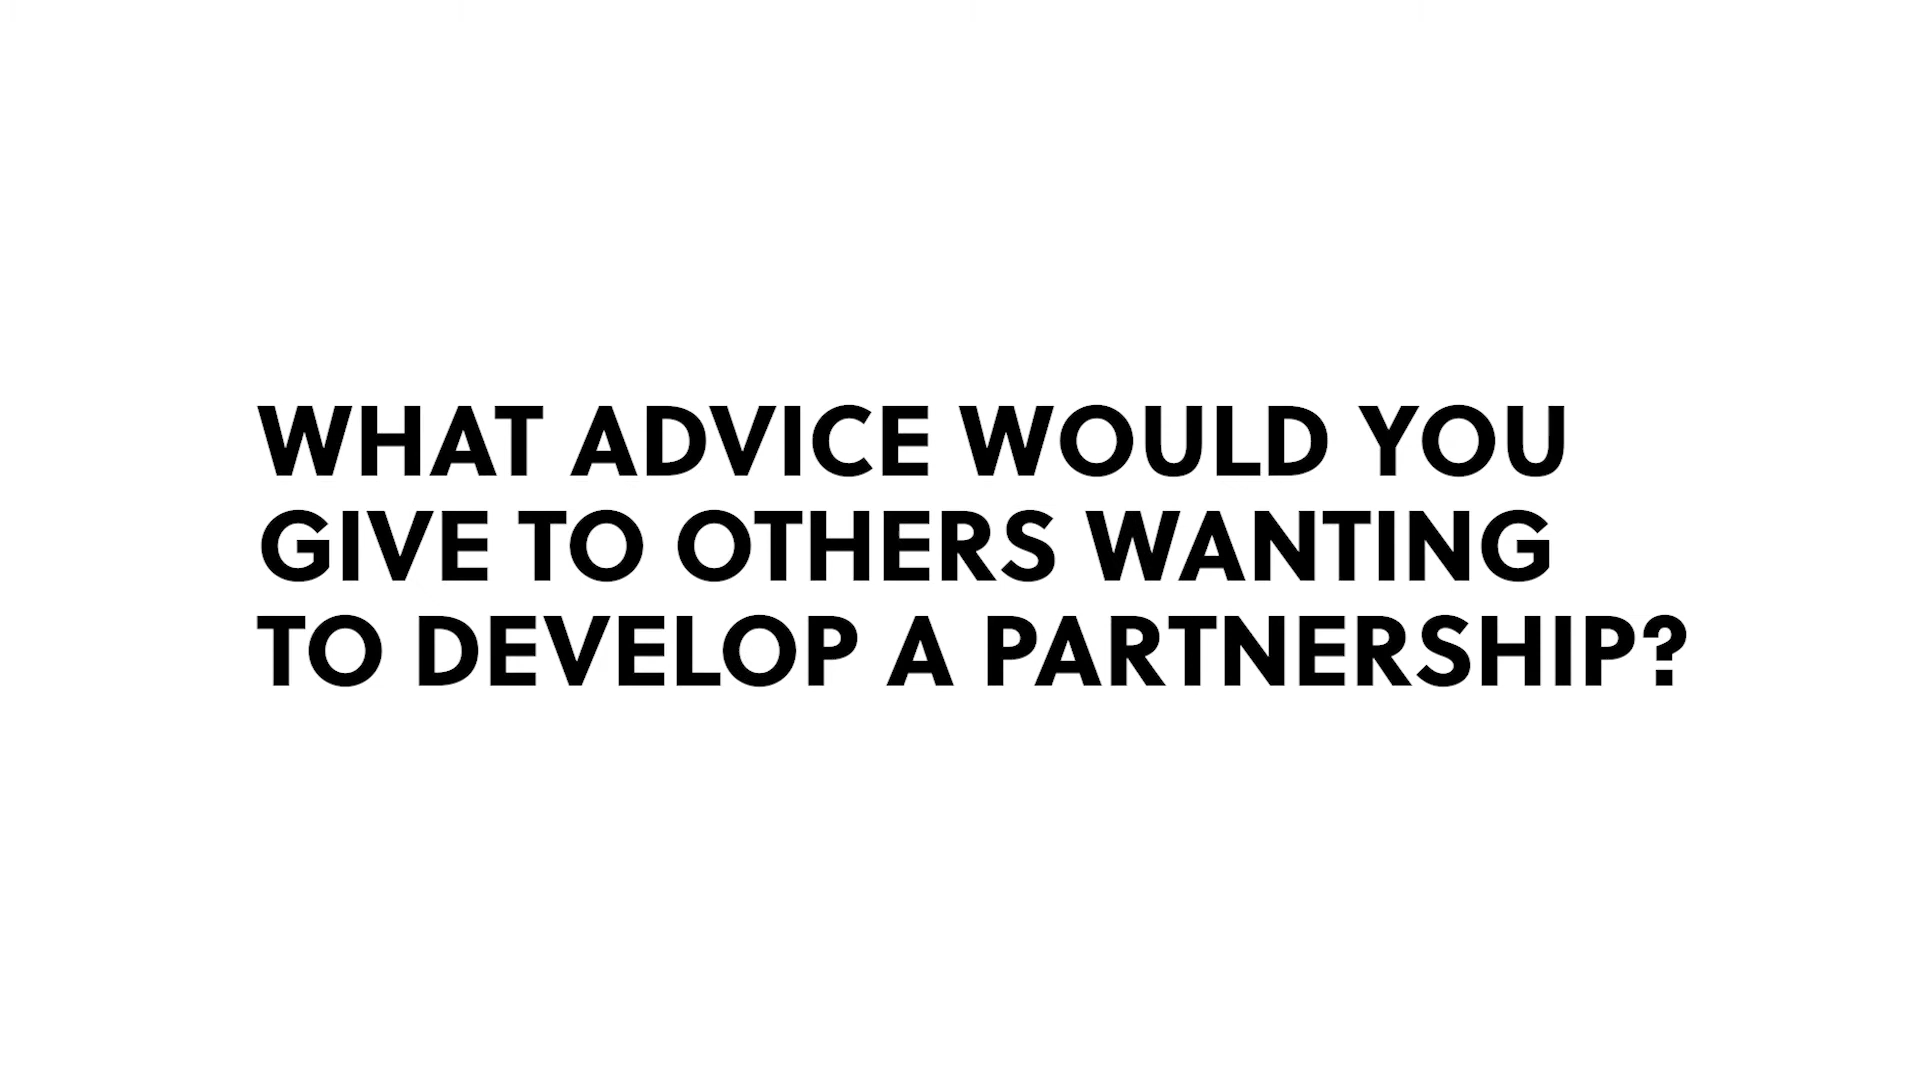 WHAT ADVICE WOULD YOU
GIVE TO OTHERS WANTING
TO DEVELOP A PARTNERSHIP?